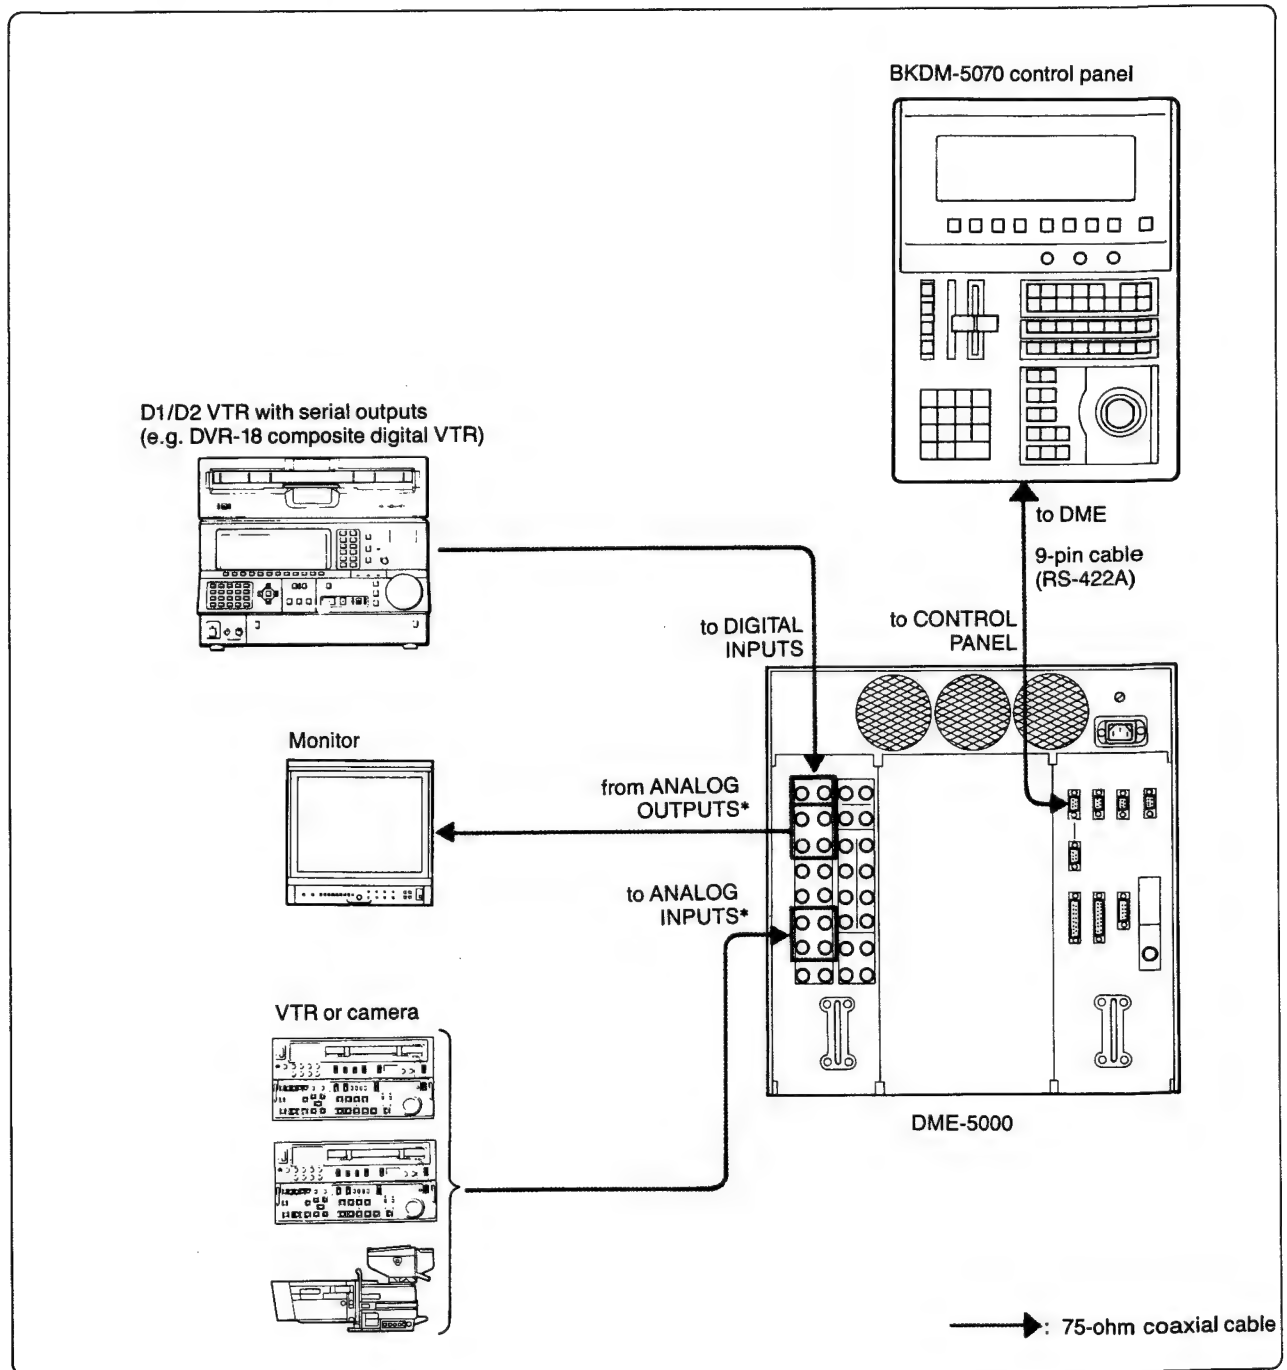 BKDM-5070 control panel
D1/D2 VTR with serial outputs
(e.g. DVR-18 composite digital VTR)
to DME
9-pin cable
(RS-422A)
to DIGITAL
INPUTS
to CONTROL
PANEL
Monitor
from ANALOG
OUTPUTS*
to ANALOG
INPUTS*
VTR or camera
DME-5000
: 75-ohm coaxial cable